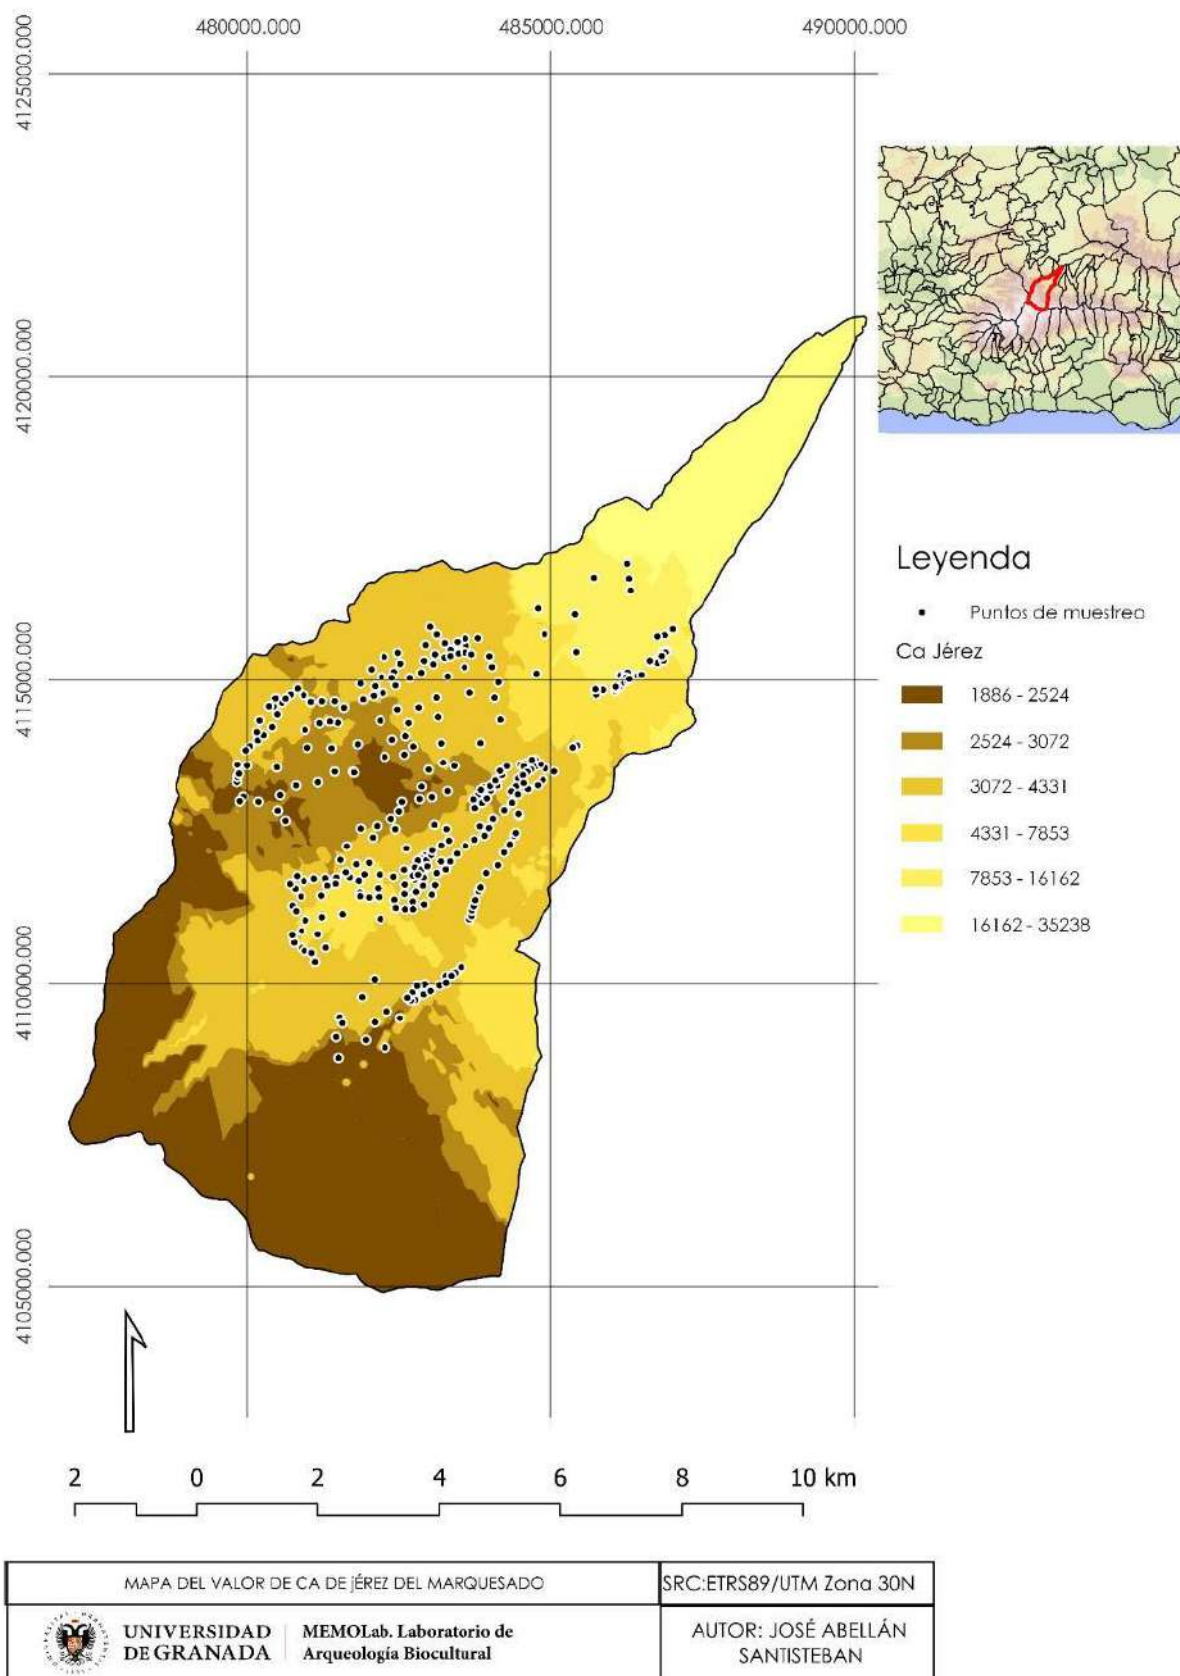 480000.000 485000.000 490000.000
4125000.000
4120000.000
4115000.000
4110000.000
4105000.000
Leyenda
Puntos de muestreo
Ca Jérez
1886 - 2524
2524 - 3072
3072 - 4331
4331 - 7853
7853 - 16162
16162 - 35238
2 0 2 4 6 8 10 km
MAPA DEL VALOR DE CA DE JÉREZ DEL MARQUESADO
SRC:ETRS89/UTM Zona 30N
UNIVERSIDAD
DE GRANADA
MEMOLab. Laboratorio de
Arqueología Biocultural
AUTOR: JOSÉ ABELLÁN
SANTISTEBAN